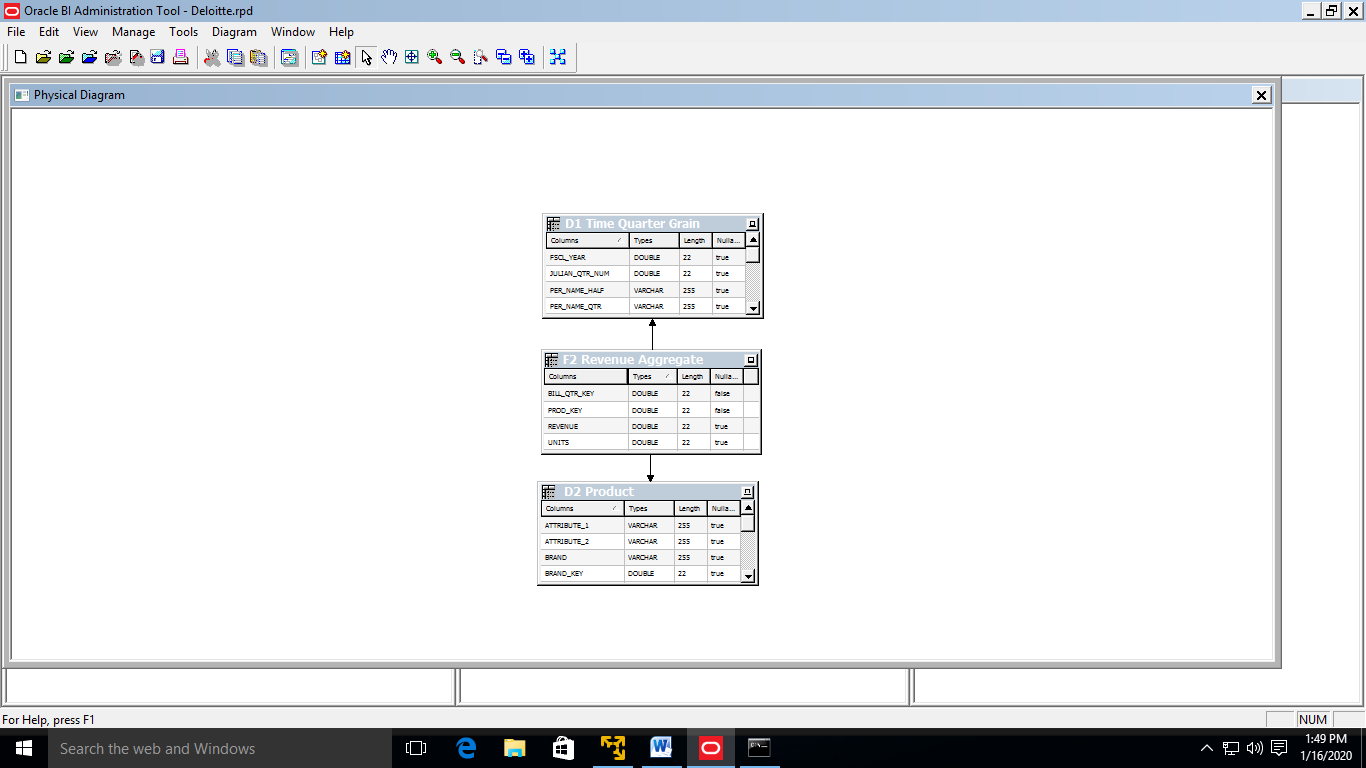 Oracle BI Administration Tool - Deloitte.rpd
File Edit View Manage Tools Diagram Window Help
Physical Diagram
D1 Time Quarter Grain
Columns Types Length Nulla...
FSCL_YEAR DOUBLE 22 true
JULIAN_QTR_NUM DOUBLE 22 true
PER_NAME_HALF VARCHAR 255 true
PER_NAME_QTR VARCHAR 255 true
F2 Revenue Aggregate
Columns Types Length Nulla...
BILL_QTR_KEY DOUBLE 22 false
PROD_KEY DOUBLE 22 false
REVENUE DOUBLE 22 true
UNITS DOUBLE 22 true
D2 Product
Columns Types Length Nulla...
ATTRIBUTE_1 VARCHAR 255 true
ATTRIBUTE_2 VARCHAR 255 true
BRAND VARCHAR 255 true
BRAND_KEY DOUBLE 22 true
For Help, press F1
NUM
Search the web and Windows
1:49 PM
1/16/2020